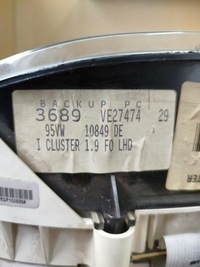 BACKUP PC
3689 VE27474 29
95VW 10849 DE
I CLUSTER 1.9 FO LHD